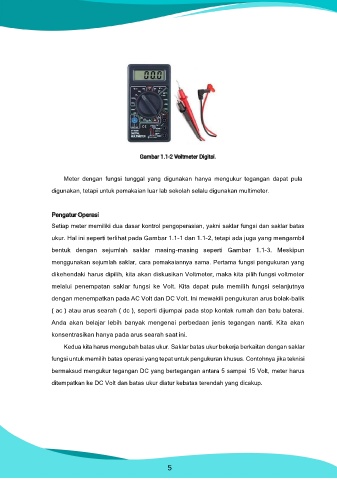 000
Gambar 1.1-2 Voltmeter Digital.
Meter dengan fungsi tunggal yang digunakan hanya mengukur tegangan dapat pula
digunakan, tetapi untuk pemakaian luar lab sekolah selalu digunakan multimeter.
Pengatur Operasi
Setiap meter memiliki dua dasar kontrol pengoperasian, yakni saklar fungsi dan saklar batas
ukur. Hal ini seperti terlihat pada Gambar 1.1-1 dan 1.1-2, tetapi ada juga yang mengambil
bentuk dengan sejumlah saklar masing-masing seperti Gambar 1.1-3. Meskipun
menggunakan sejumlah saklar, cara pemakaiannya sama. Pertama fungsi pengukuran yang
dikehendaki harus dipilih, kita akan diskusikan Voltmeter, maka kita pilih fungsi voltmeter
melalui penempatan saklar fungsi ke Volt. Kita dapat pula memilih fungsi selanjutnya
dengan menempatkan pada AC Volt dan DC Volt. Ini mewakili pengukuran arus bolak-balik
( ac ) atau arus searah ( dc ), seperti dijumpai pada stop kontak rumah dan batu baterai.
Anda akan belajar lebih banyak mengenai perbedaan jenis tegangan nanti. Kita akan
konsentrasikan hanya pada arus searah saat ini.
Kedua kita harus mengubah batas ukur. Saklar batas ukur bekerja berkaitan dengan saklar
fungsi untuk memilih batas operasi yang tepat untuk pengukuran khusus. Contohnya jika teknisi
bermaksud mengukur tegangan DC yang bertegangan antara 5 sampai 15 Volt, meter harus
ditempatkan ke DC Volt dan batas ukur diatur kebatas terendah yang dicakup.
5